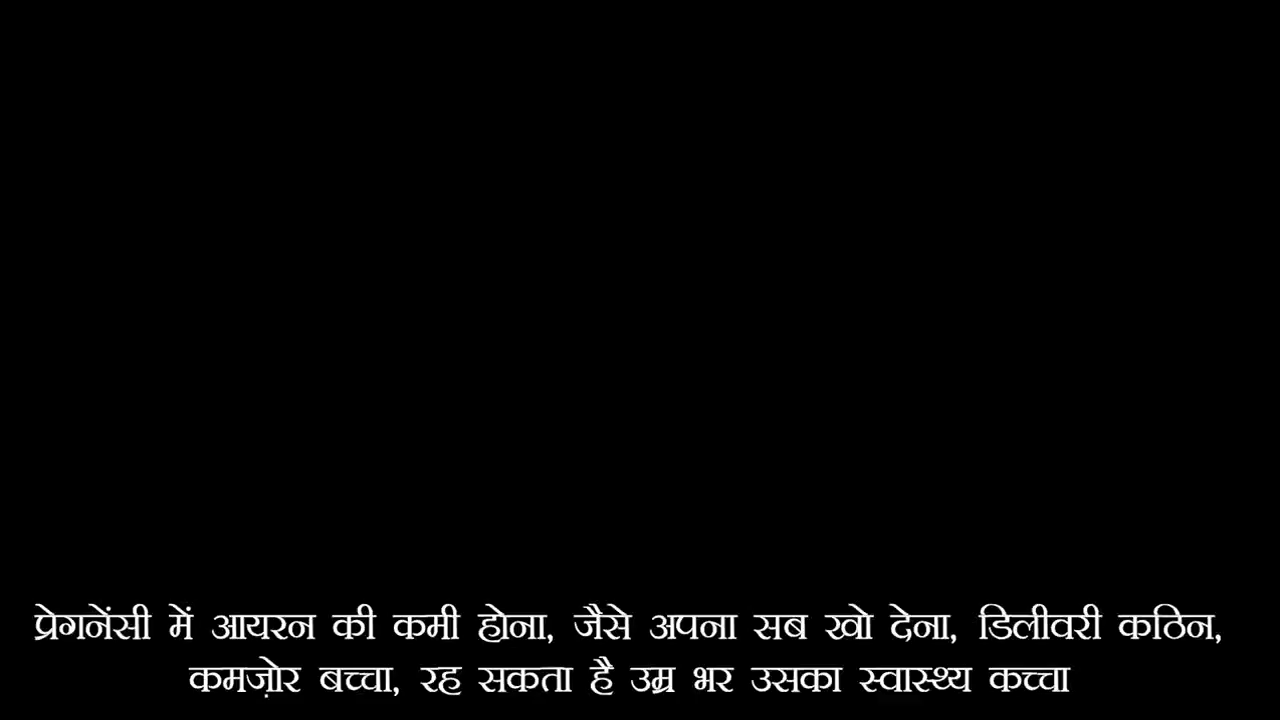 प्रेगनेंसी में आयरन की कमी होना, जैसे अपना सब खो देना, डिलीवरी कठिन,
कमज़ोर बच्चा, रह सकता है उम्र भर उसका स्वास्थ्य कच्चा